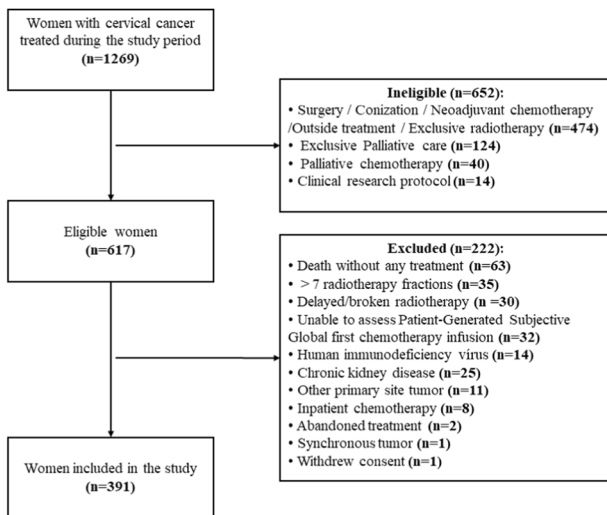 Women with cervical cancer
treated during the study period
(n=1269)
Ineligible (n=652):
• Surgery / Conization / Neoadjuvant chemotherapy
/Outside treatment / Exclusive radiotherapy (n=474)
• Exclusive Palliative care (n=124)
• Palliative chemotherapy (n=40)
• Clinical research protocol (n=14)
Eligible women
(n=617)
Excluded (n=222):
• Death without any treatment (n=63)
• > 7 radiotherapy fractions (n=35)
• Delayed/broken radiotherapy (n =30)
• Unable to assess Patient-Generated Subjective
Global first chemotherapy infusion (n=32)
• Human immunodeficiency vírus (n=14)
• Chronic kidney disease (n=25)
• Other primary site tumor (n=11)
• Inpatient chemotherapy (n=8)
• Abandoned treatment (n=2)
• Synchronous tumor (n=1)
• Withdrew consent (n=1)
Women included in the study
(n=391)